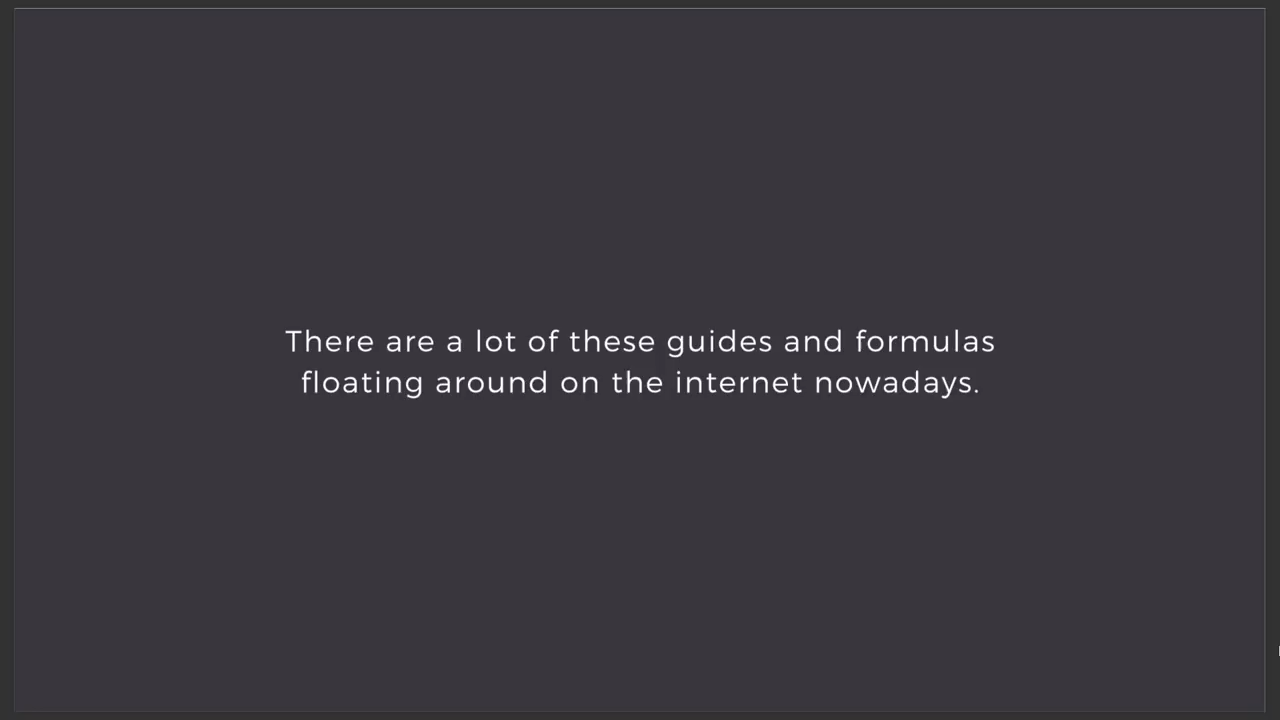 There are a lot of these guides and formulas
floating around on the internet nowadays.